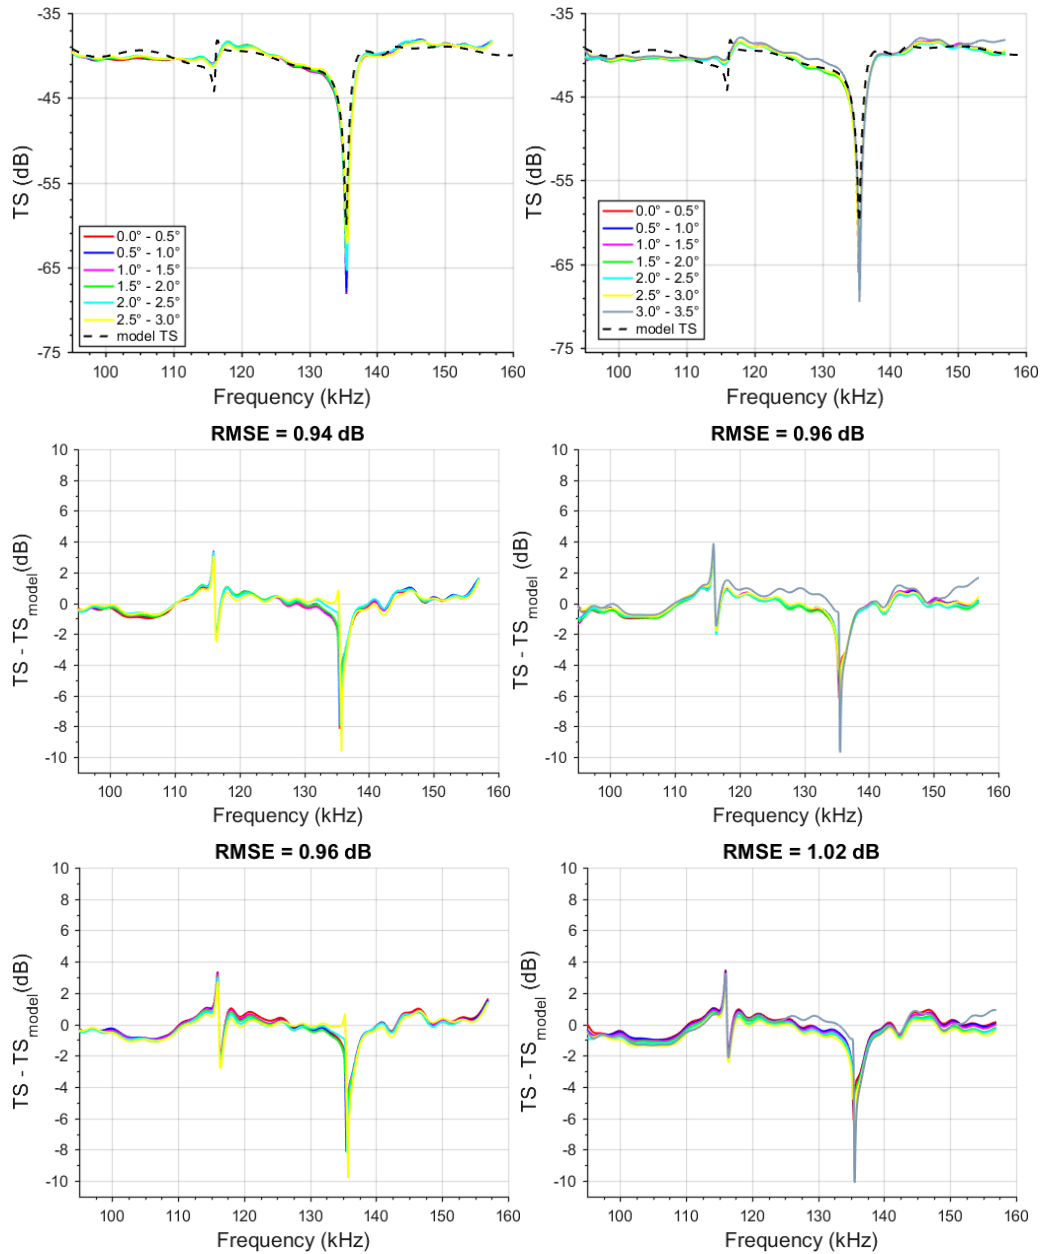 -35
-45
-55
-65
-75
TS (dB)
0.0° - 0.5°
0.5° - 1.0°
1.0° - 1.5°
1.5° - 2.0°
2.0° - 2.5°
2.5° - 3.0°
model TS
100 110 120 130 140 150 160
Frequency (kHz)
-35
-45
-55
-65
-75
TS (dB)
0.0° - 0.5°
0.5° - 1.0°
1.0° - 1.5°
1.5° - 2.0°
2.0° - 2.5°
2.5° - 3.0°
3.0° - 3.5°
model TS
100 110 120 130 140 150 160
Frequency (kHz)
RMSE = 0.94 dB
10
8
6
4
2
0
-2
-4
-6
-8
-10
TS - TSmodel(dB)
100 110 120 130 140 150 160
Frequency (kHz)
RMSE = 0.96 dB
10
8
6
4
2
0
-2
-4
-6
-8
-10
TS - TSmodel(dB)
100 110 120 130 140 150 160
Frequency (kHz)
RMSE = 0.96 dB
10
8
6
4
2
0
-2
-4
-6
-8
-10
TS - TSmodel(dB)
100 110 120 130 140 150 160
Frequency (kHz)
RMSE = 1.02 dB
10
8
6
4
2
0
-2
-4
-6
-8
-10
TS - TSmodel(dB)
100 110 120 130 140 150 160
Frequency (kHz)